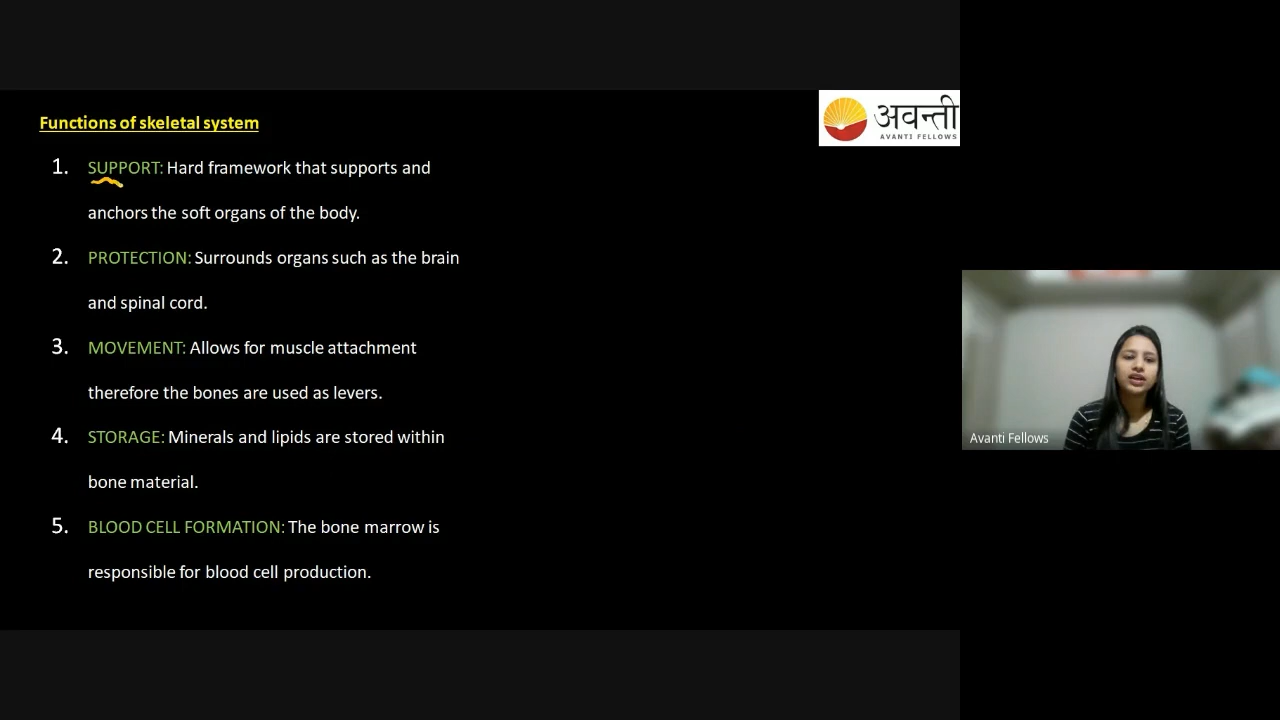 Functions of skeletal system
अवन्ती
AVANTI FELLOWS
1. SUPPORT: Hard framework that supports and
anchors the soft organs of the body.
2. PROTECTION: Surrounds organs such as the brain
and spinal cord.
3. MOVEMENT: Allows for muscle attachment
therefore the bones are used as levers.
4. STORAGE: Minerals and lipids are stored within
bone material.
5. BLOOD CELL FORMATION: The bone marrow is
responsible for blood cell production.
Avanti Fellows